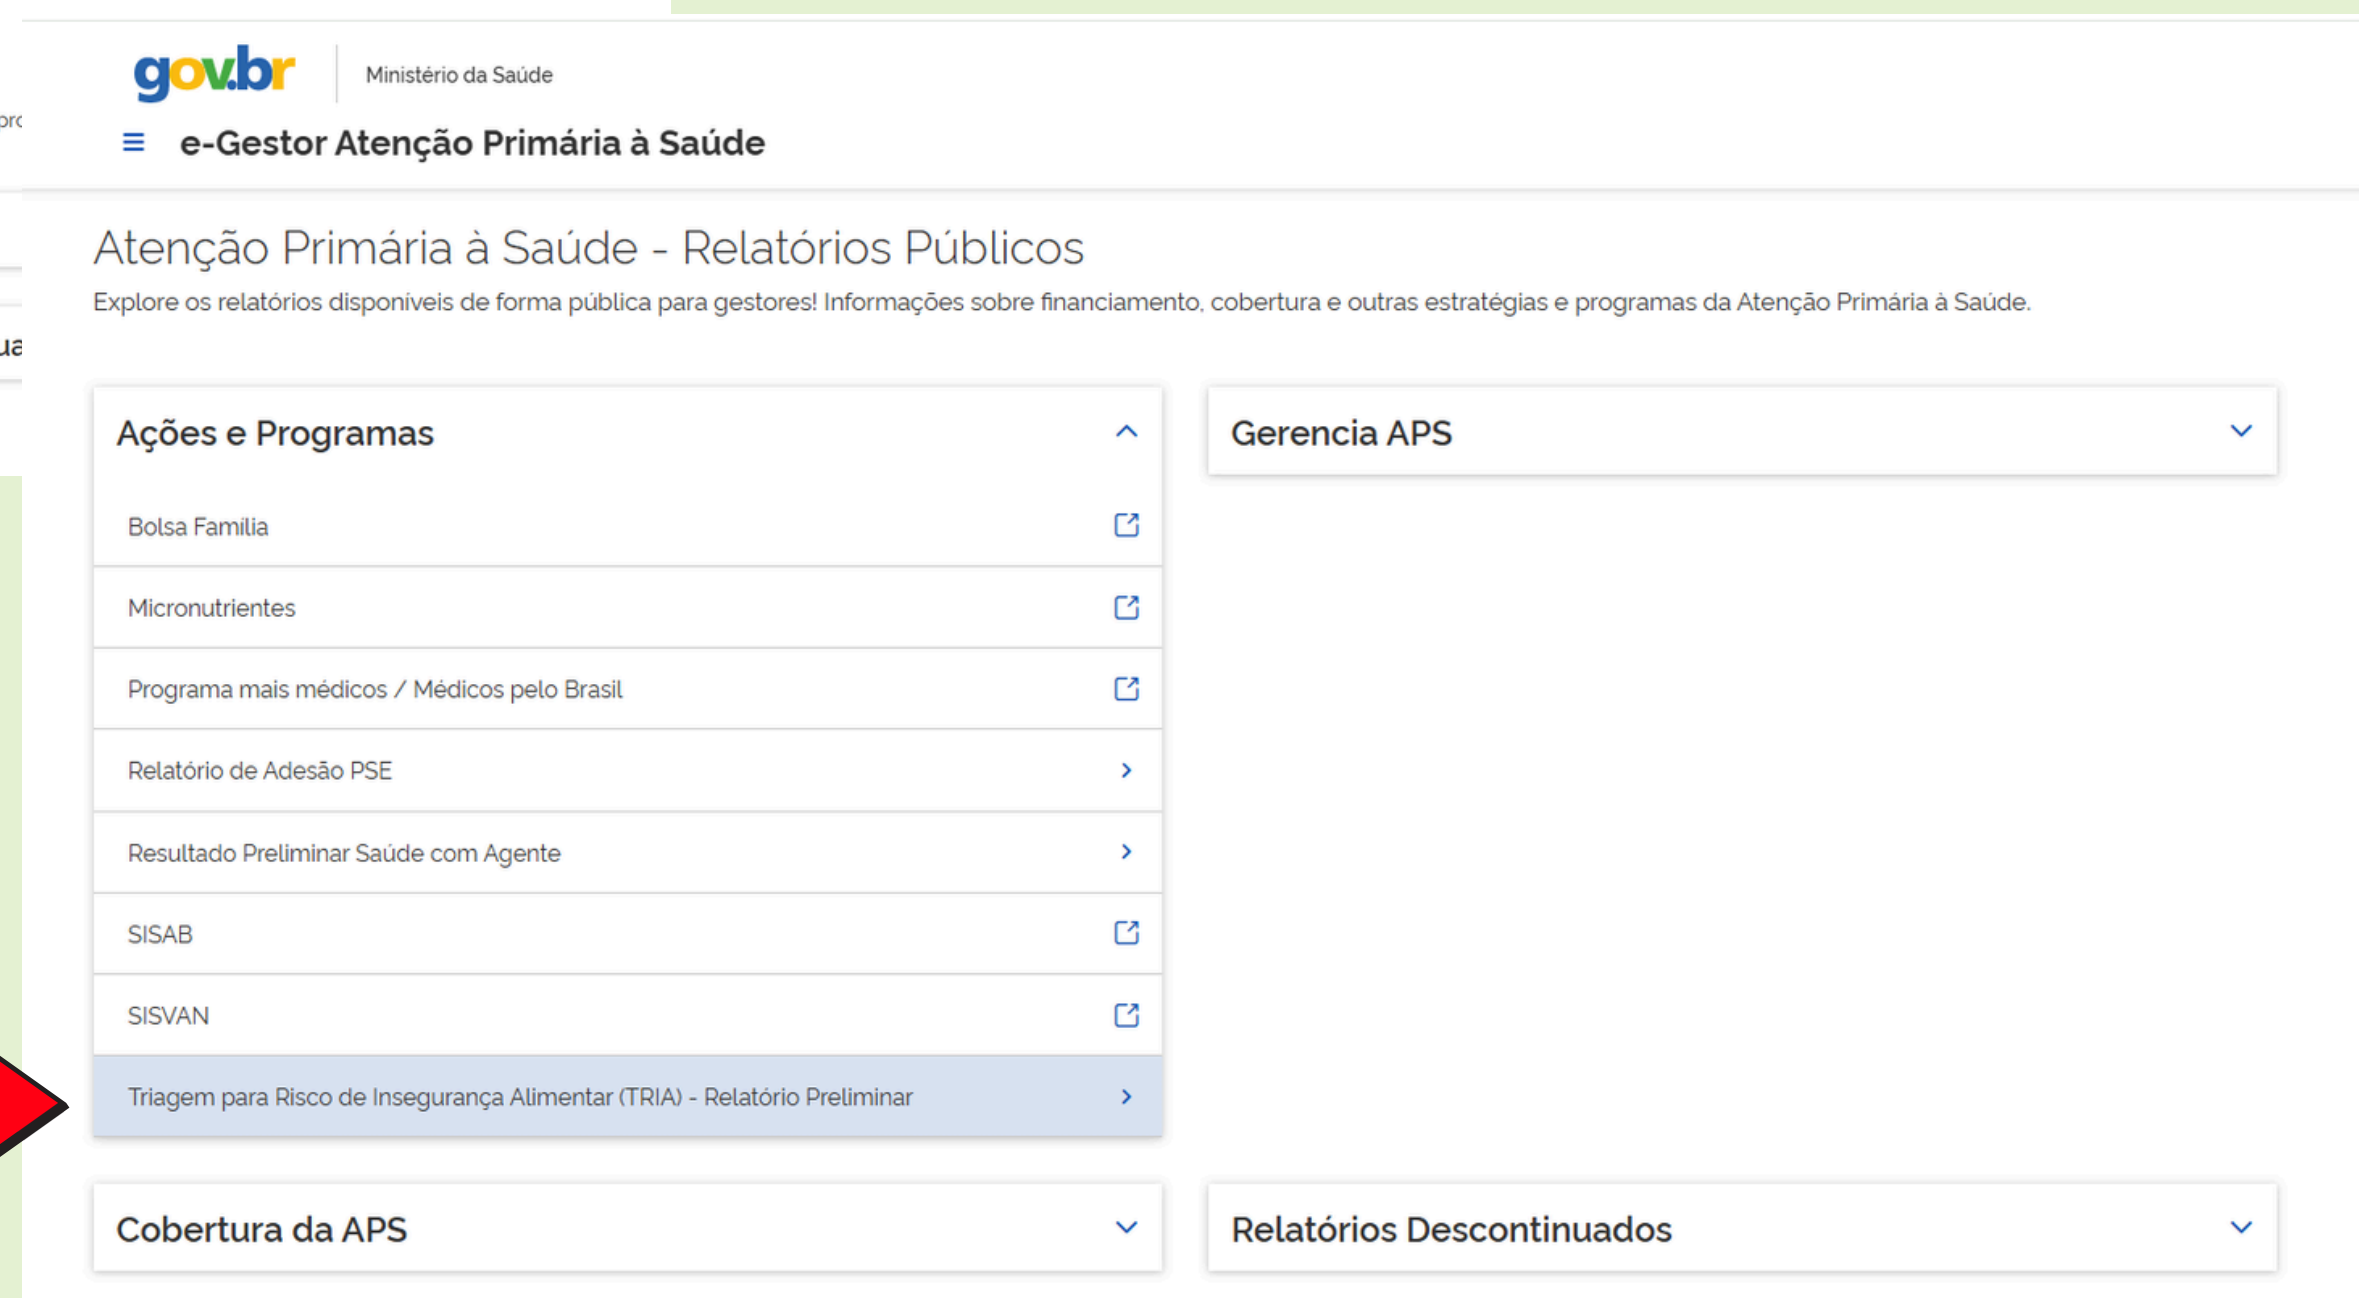 gov.br
Ministério da Saúde
e-Gestor Atenção Primária à Saúde
Atenção Primária à Saúde - Relatórios Públicos
Explore os relatórios disponíveis de forma pública para gestores! Informações sobre financiamento, cobertura e outras estratégias e programas da Atenção Primária à Saúde.
Ações e Programas
Gerencia APS
Bolsa Família
Micronutrientes
Programa mais médicos / Médicos pelo Brasil
Relatório de Adesão PSE
Resultado Preliminar Saúde com Agente
SISAB
SISVAN
Triagem para Risco de Insegurança Alimentar (TRIA) - Relatório Preliminar
Cobertura da APS
Relatórios Descontinuados